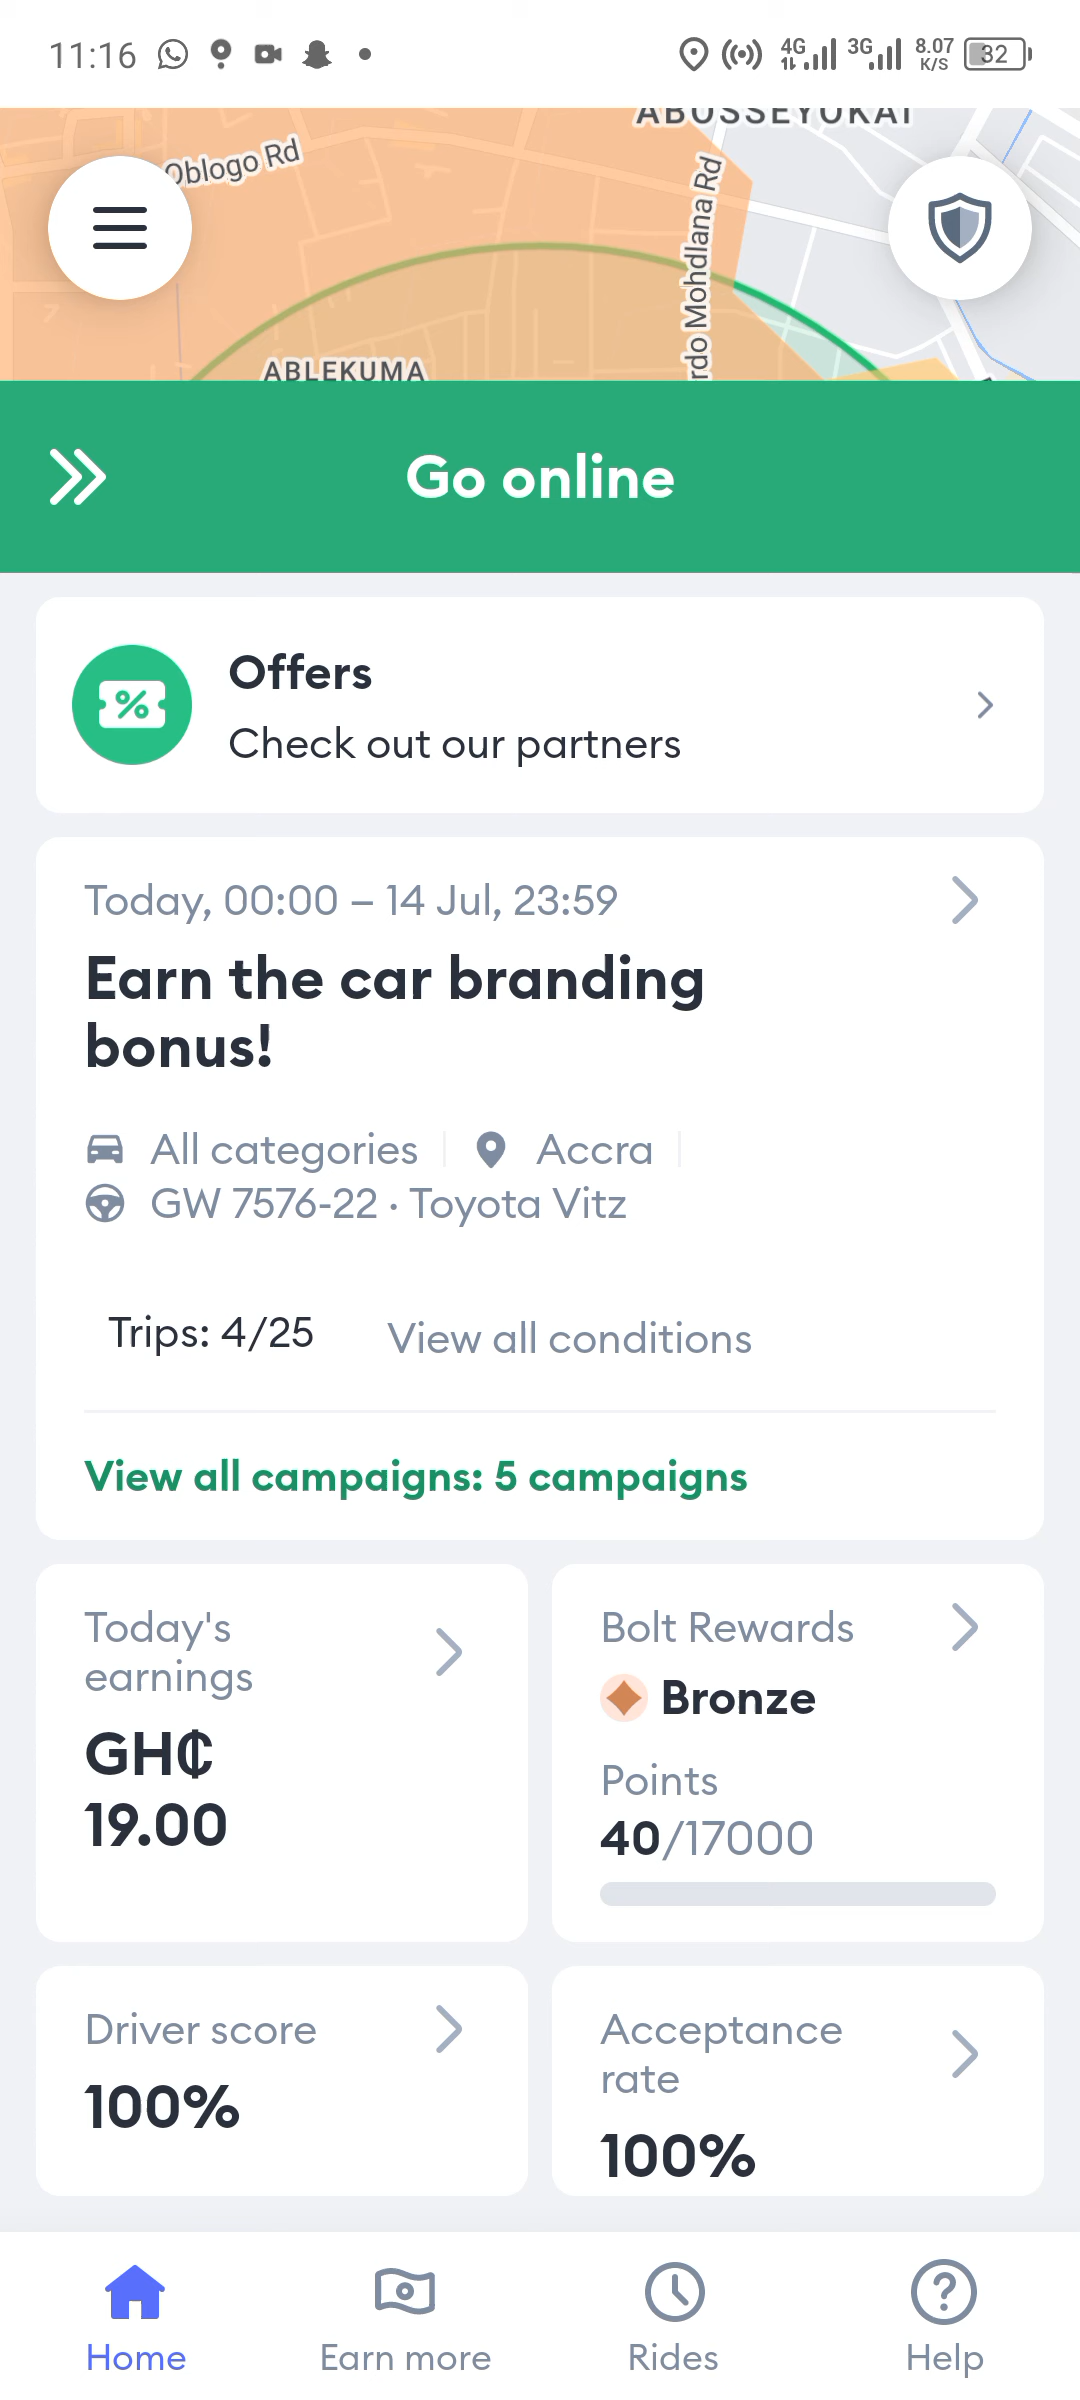 11:16
4G 3G 8.07 K/S 32
ABOSSEYOKAI
Oblogo Rd
rdo Mohdlana Rd
ABLEKUMA
Go online
Offers
Check out our partners
Today, 00:00 – 14 Jul, 23:59
Earn the car branding
bonus!
All categories
Accra
GW 7576-22 · Toyota Vitz
Trips: 4/25
View all conditions
View all campaigns: 5 campaigns
Today's
earnings
GH₵
19.00
Bolt Rewards
Bronze
Points
40/17000
Driver score
100%
Acceptance
rate
100%
Home
Earn more
Rides
Help